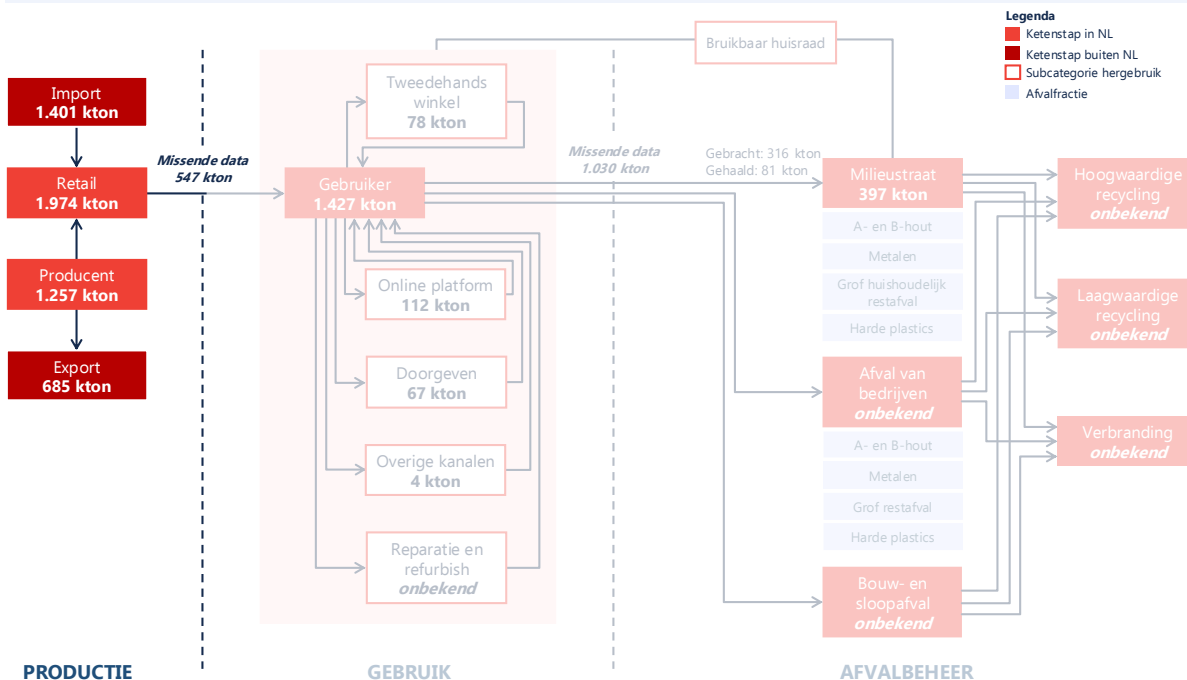 Legenda
Ketenstap in NL
Ketenstap buiten NL
Subcategorie hergebruik
Afvalfractie
Import
1.401 kton
Retail
1.974 kton
Producent
1.257 kton
Export
685 kton
Missende data
547 kton
Bruikbaar huisraad
Tweedehands
winkel
78 kton
Gebruiker
1.427 kton
Online platform
112 kton
Doorgeven
67 kton
Overige kanalen
4 kton
Reparatie en
refurbish
onbekend
Missende data
1.030 kton
Gebracht: 316 kton
Gehaald: 81 kton
Milieustraat
397 kton
A- en B-hout
Metalen
Grof huishoudelijk
restafval
Harde plastics
Afval van
bedrijven
onbekend
A- en B-hout
Metalen
Grof restafval
Harde plastics
Bouw- en
sloopafval
onbekend
Hoogwaardige
recycling
onbekend
Laagwaardige
recycling
onbekend
Verbranding
onbekend
PRODUCTIE
GEBRUIK
AFVALBEHEER